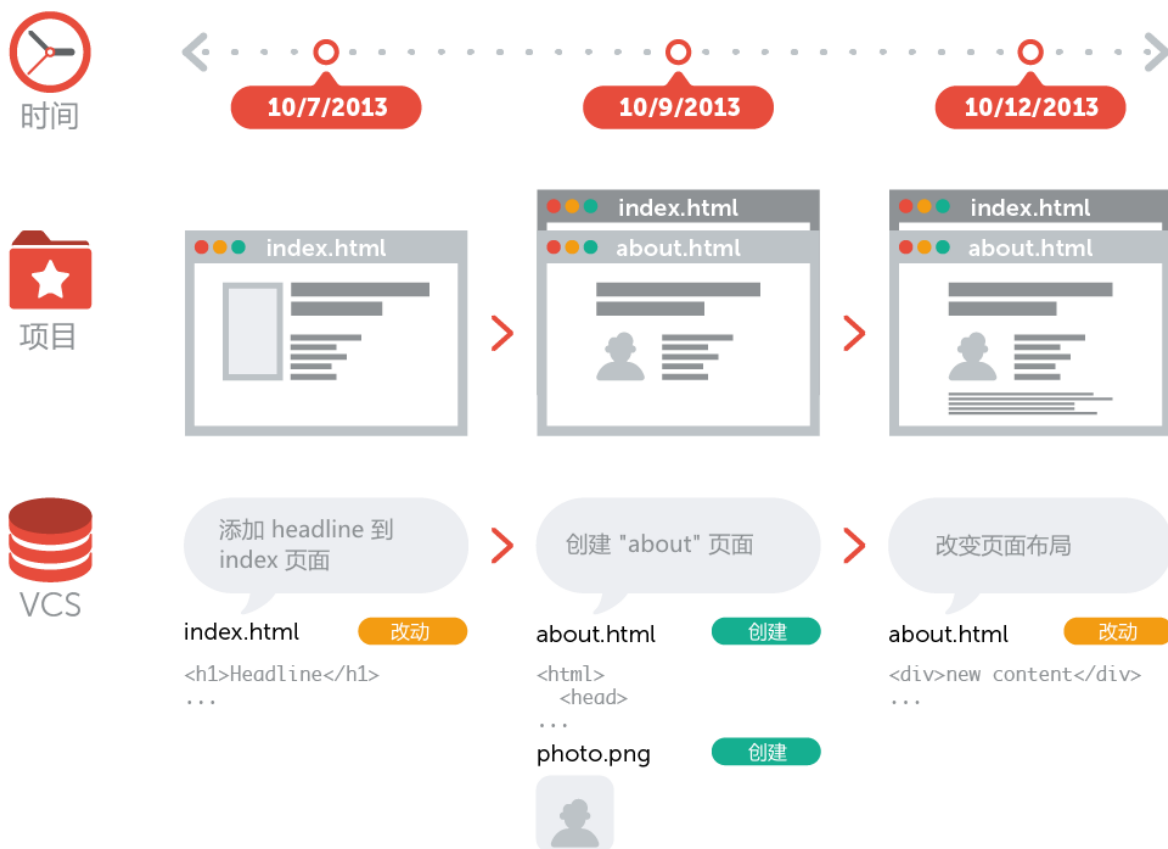 时间
10/7/2013
10/9/2013
10/12/2013
项目
index.html
index.html
about.html
index.html
about.html
VCS
添加 headline 到
index 页面
创建 "about" 页面
改变页面布局
index.html
改动
<h1>Headline</h1>
...
about.html
创建
<html>
<head>
...
photo.png
创建
about.html
改动
<div>new content</div>
...